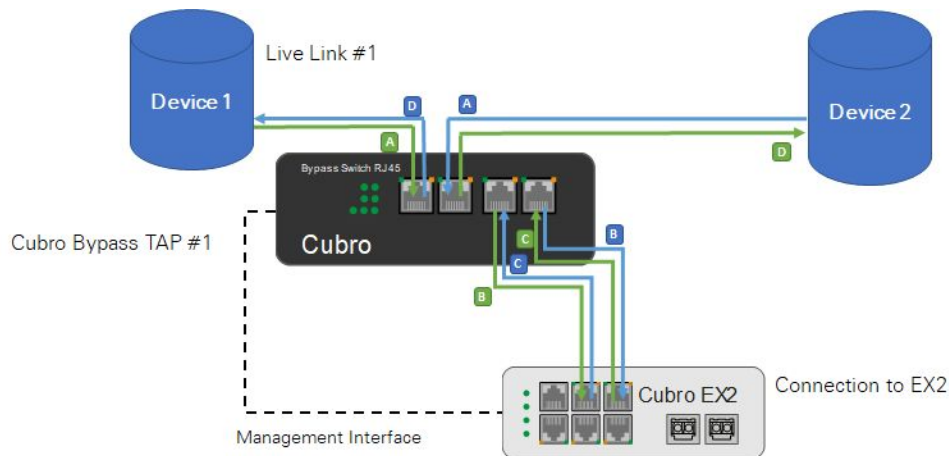 Live Link #1
Device 1
Device 2
D
A
A
D
Bypass Switch RJ45
Cubro Bypass TAP #1
Cubro
C
B
C
B
Cubro EX2
Connection to EX2
Management Interface